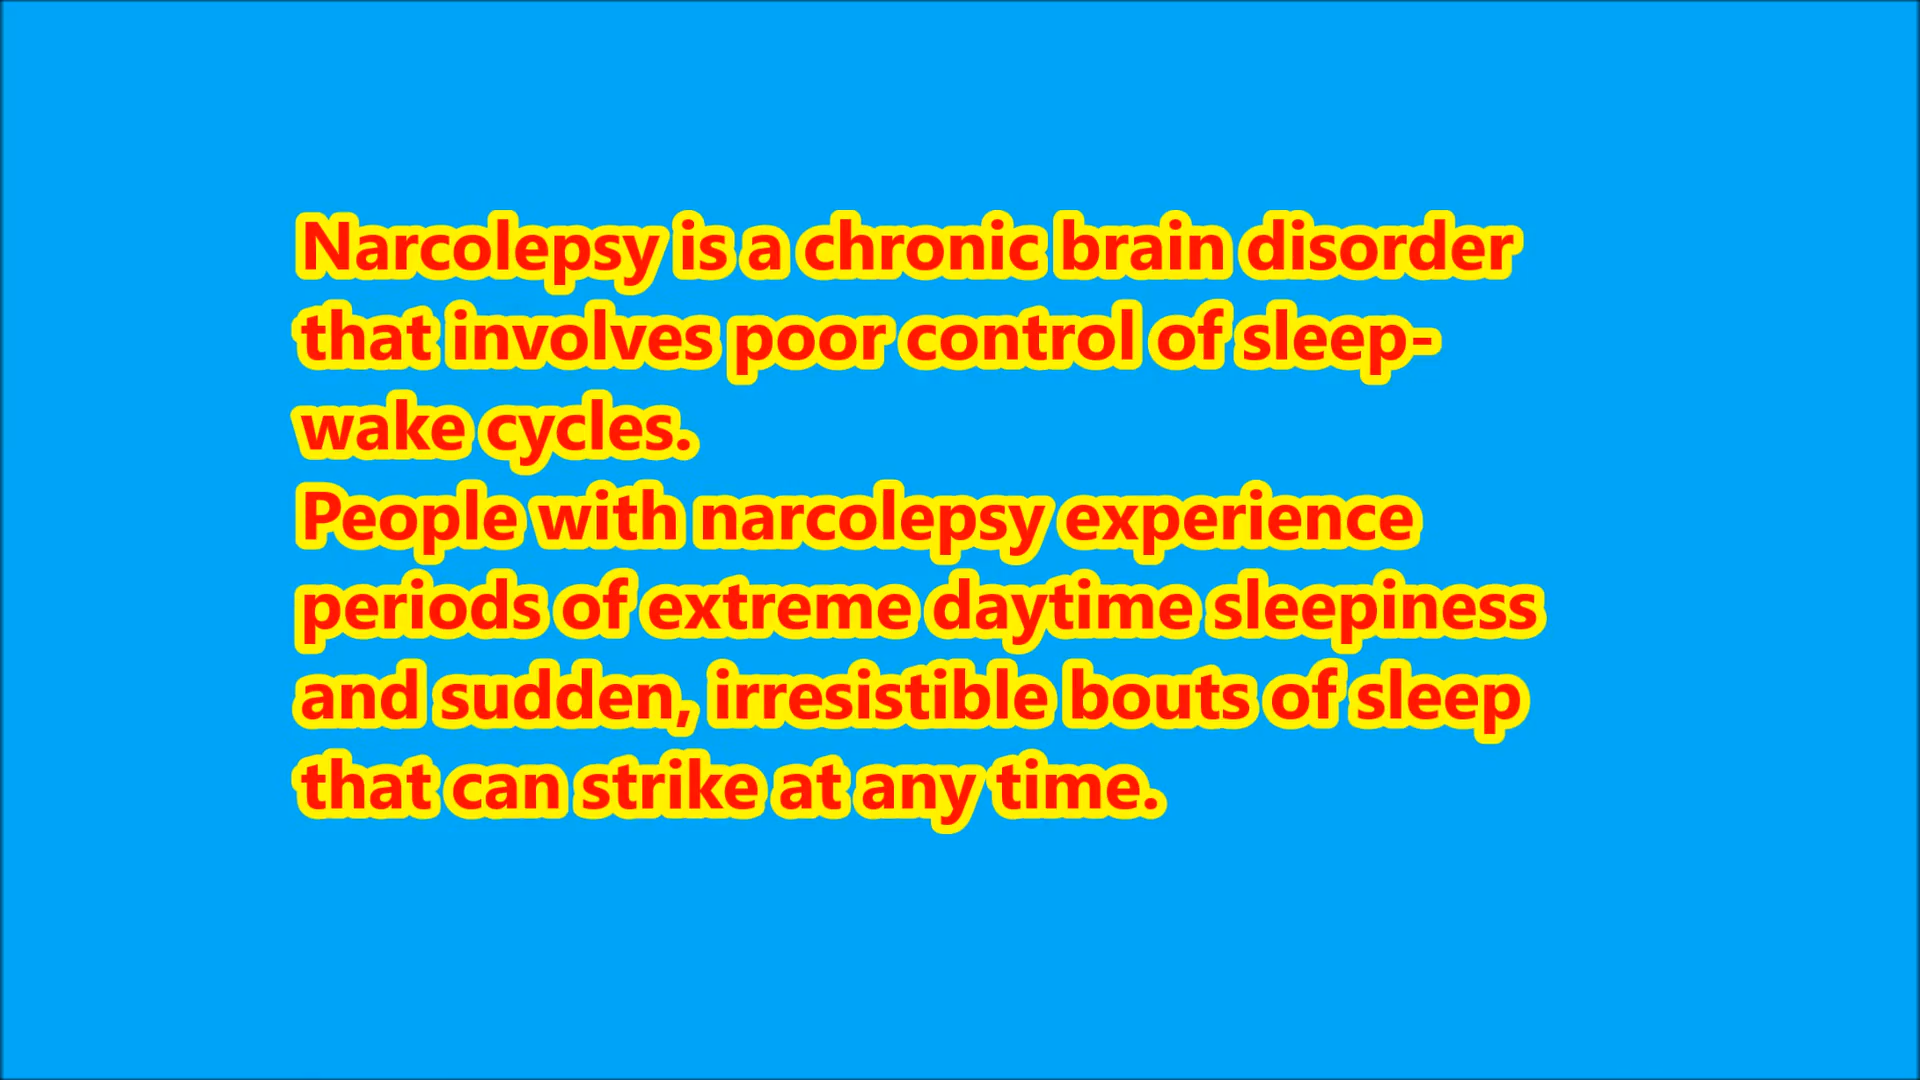 Narcolepsy is a chronic brain disorder
that involves poor control of sleep-
wake cycles.
People with narcolepsy experience
periods of extreme daytime sleepiness
and sudden, irresistible bouts of sleep
that can strike at any time.